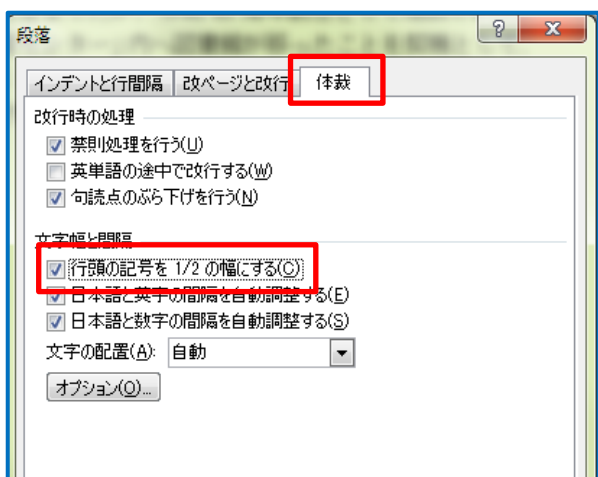 段落
インデントと行間隔 改ページと改行 体裁
改行時の処理
禁則処理を行う(U)
英単語の途中で改行する(W)
句読点のぶら下げを行う(N)
文字幅と間隔
行頭の記号を 1/2 の幅にする(C)
日本語と英字の間隔を自動調整する(E)
日本語と数字の間隔を自動調整する(S)
文字の配置(A): 自動
オプション(O)...